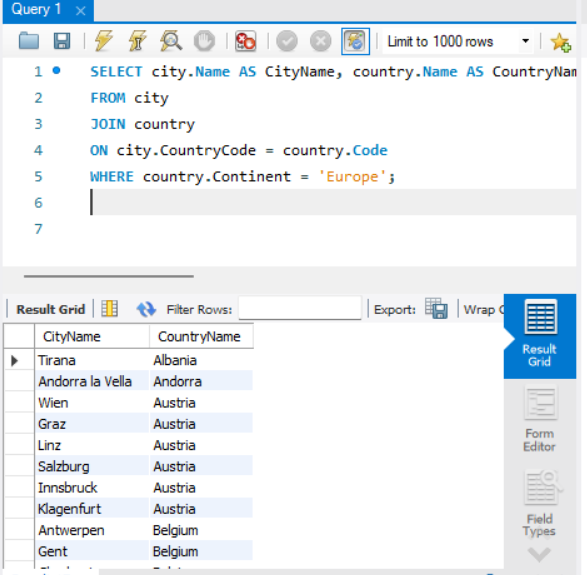 Query 1
Limit to 1000 rows
1 SELECT city.Name AS CityName, country.Name AS CountryNam
2 FROM city
3 JOIN country
4 ON city.CountryCode = country.Code
5 WHERE country.Continent = 'Europe';
6
7
Result Grid Filter Rows: Export: Wrap C
CityName CountryName
Tirana Albania
Andorra la Vella Andorra
Wien Austria
Graz Austria
Linz Austria
Salzburg Austria
Innsbruck Austria
Klagenfurt Austria
Antwerpen Belgium
Gent Belgium
Result
Grid
Form
Editor
Field
Types